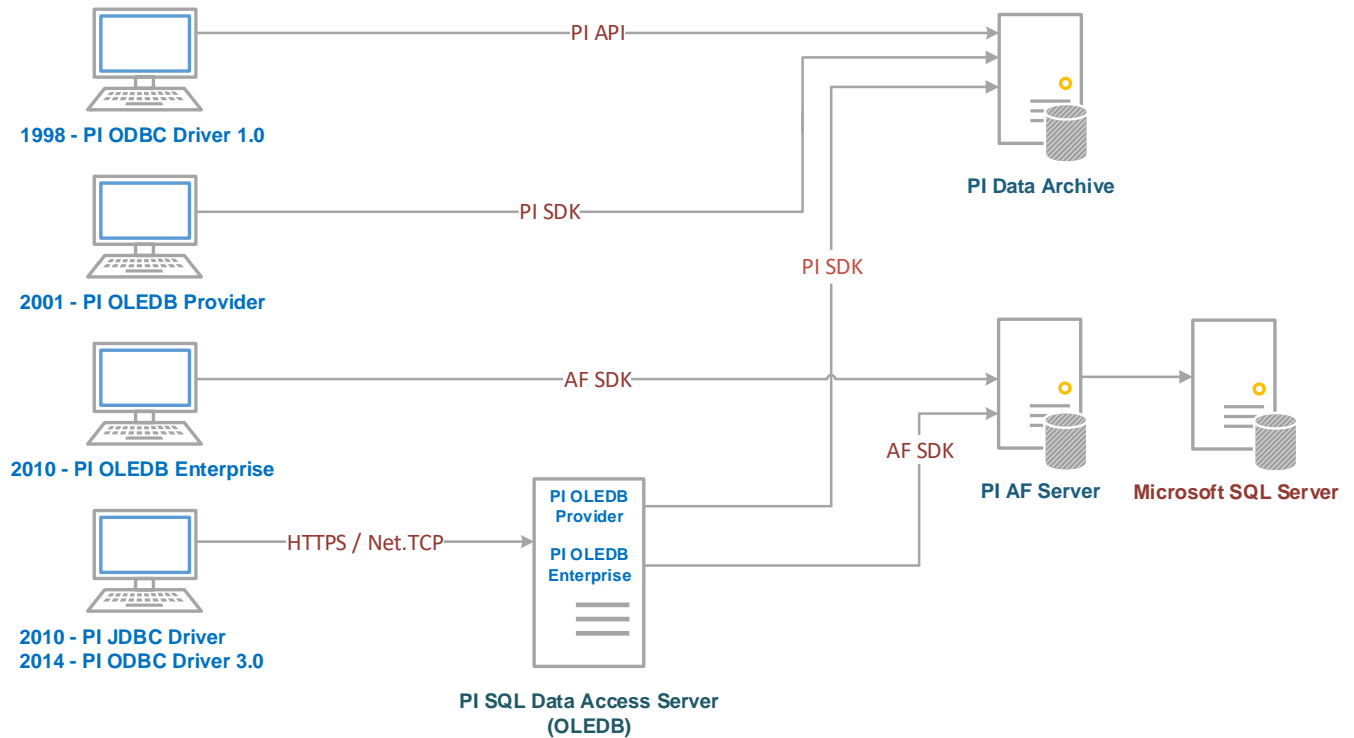 PI API
1998 - PI ODBC Driver 1.0
PI Data Archive
PI SDK
2001 - PI OLEDB Provider
PI SDK
AF SDK
2010 - PI OLEDB Enterprise
AF SDK
PI AF Server
Microsoft SQL Server
PI OLEDB
Provider
HTTPS / Net.TCP
PI OLEDB
Enterprise
2010 - PI JDBC Driver
2014 - PI ODBC Driver 3.0
PI SQL Data Access Server
(OLEDB)